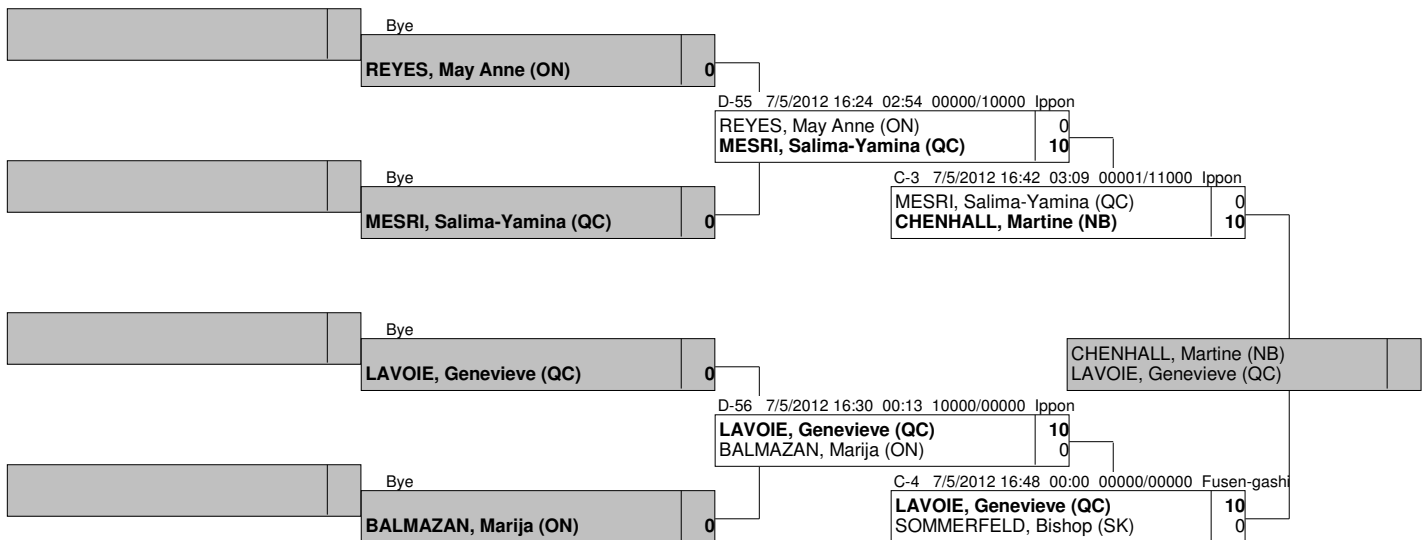 Bye
REYES, May Anne (ON) 0
D-55 7/5/2012 16:24 02:54 00000/10000 Ippon
REYES, May Anne (ON) 0
MESRI, Salima-Yamina (QC) 10
Bye
MESRI, Salima-Yamina (QC) 0
C-3 7/5/2012 16:42 03:09 00001/11000 Ippon
MESRI, Salima-Yamina (QC) 0
CHENHALL, Martine (NB) 10
Bye
LAVOIE, Genevieve (QC) 0
CHENHALL, Martine (NB)
LAVOIE, Genevieve (QC)
D-56 7/5/2012 16:30 00:13 10000/00000 Ippon
LAVOIE, Genevieve (QC) 10
BALMAZAN, Marija (ON) 0
Bye
BALMAZAN, Marija (ON) 0
C-4 7/5/2012 16:48 00:00 00000/00000 Fusen-gashi
LAVOIE, Genevieve (QC) 10
SOMMERFELD, Bishop (SK) 0